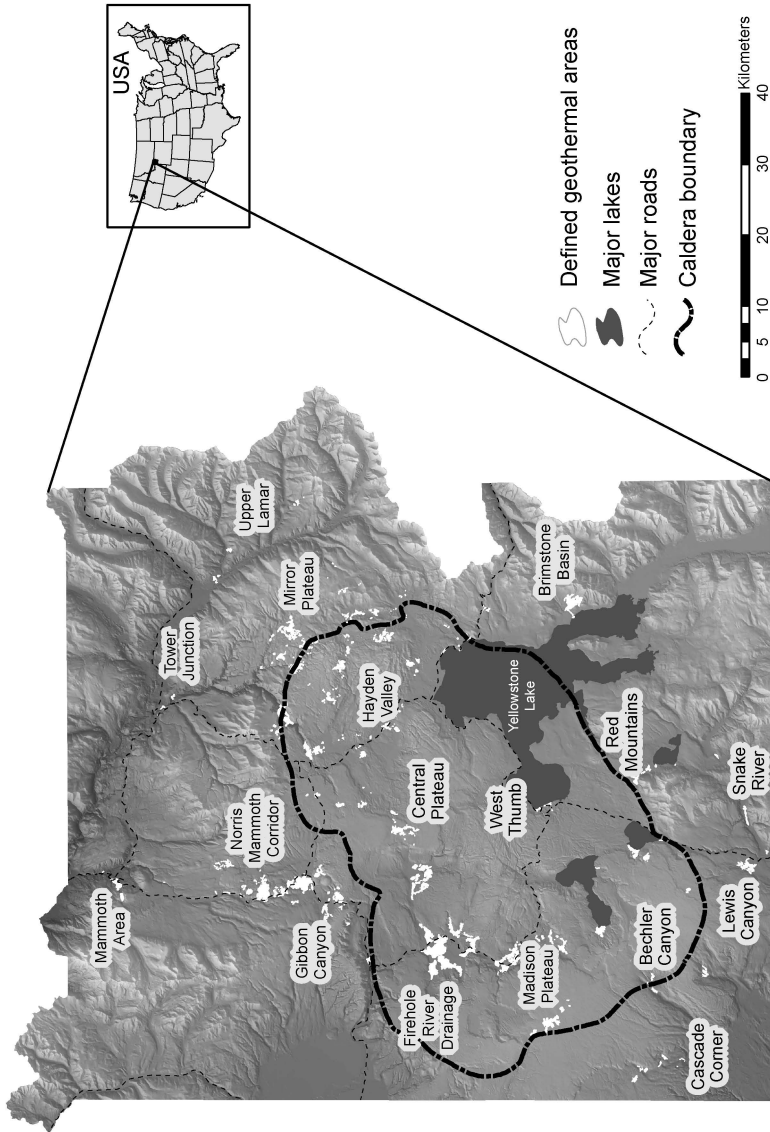 USA
Mammoth
Area
Tower
Junction
Upper
Lamar
Norris
Mammoth
Corridor
Mirror
Plateau
Gibbon
Canyon
Hayden
Valley
Firehole
River
Drainage
Central
Plateau
Yellowstone
Lake
Brimstone
Basin
Madison
Plateau
West
Thumb
Bechler
Canyon
Red
Mountains
Cascade
Corner
Lewis
Canyon
Snake
River
Defined geothermal areas
Major lakes
Major roads
Caldera boundary
Kilometers
0 5 10 20 30 40